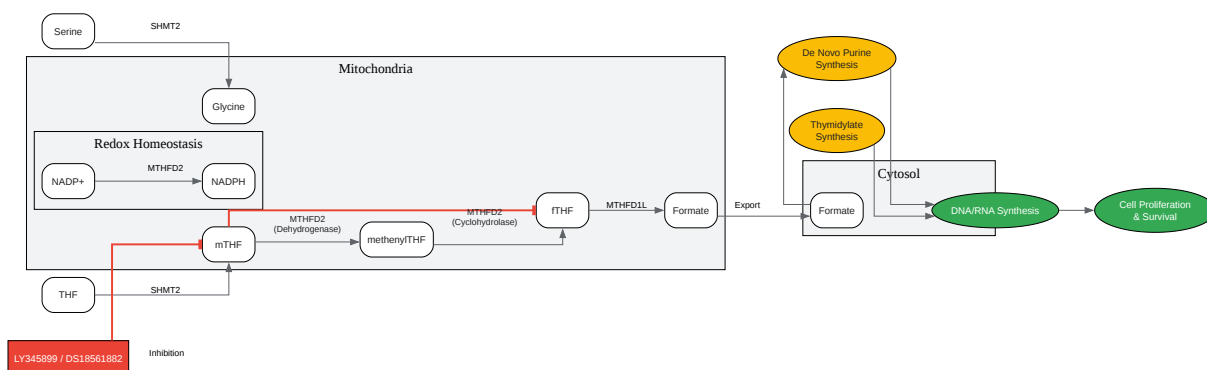 Serine
SHMT2
Mitochondria
Glycine
Redox Homeostasis
NADP+
MTHFD2
NADPH
mTHF
MTHFD2
(Dehydrogenase)
methenylTHF
MTHFD2
(Cyclohydrolase)
fTHF
MTHFD1L
Formate
Export
THF
SHMT2
LY345899 / DS18561882
Inhibition
De Novo Purine
Synthesis
Thymidylate
Synthesis
Cytosol
Formate
DNA/RNA Synthesis
Cell Proliferation
& Survival